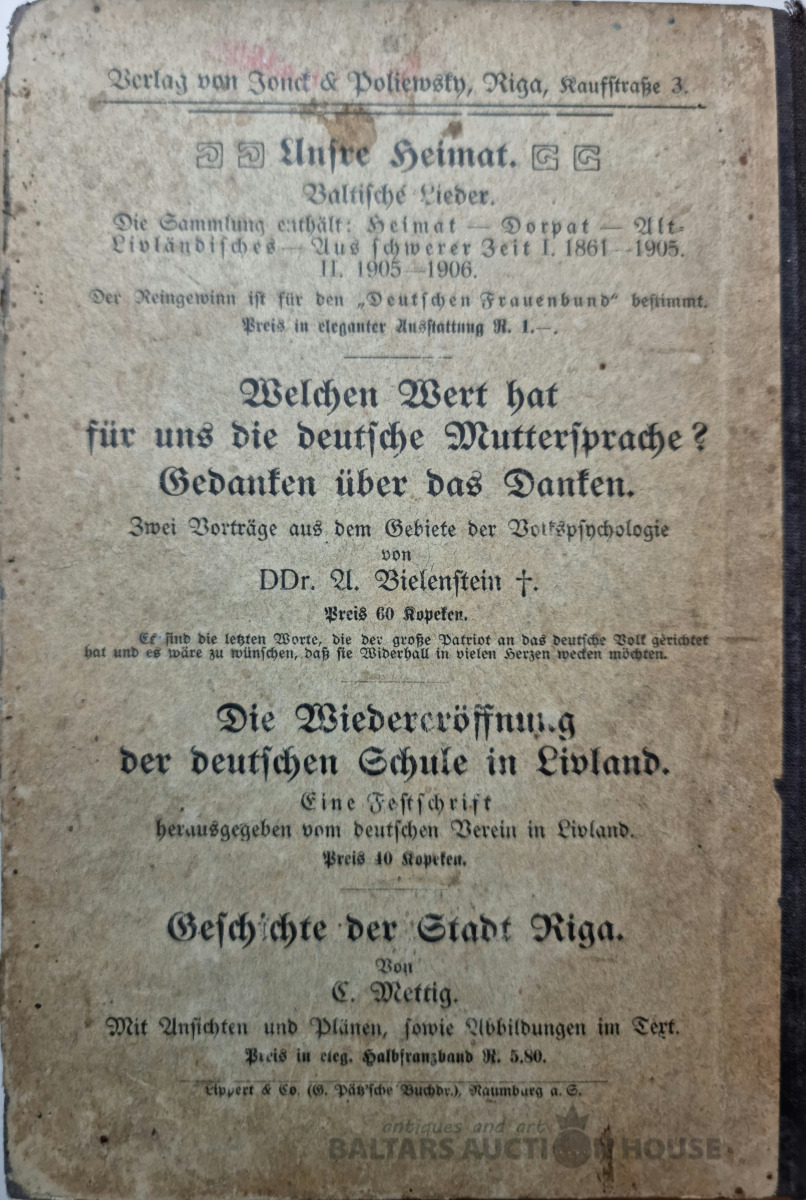 Verlag von Jonck & Poliewsky, Riga, Kaufstraße 3.
Unsre Heimat.
Baltische Lieder.
Die Sammlung enthält: Heimat — Dorpat — Alt-
Livländisches — Aus schwerer Zeit I. 1861—1905.
II. 1905—1906.
Der Reingewinn ist für den „Deutschen Frauenbund“ bestimmt.
Preis in eleganter Ausstattung R. 1.—.
Welchen Wert hat
für uns die deutsche Muttersprache?
Gedanken über das Danken.
Zwei Vorträge aus dem Gebiete der Volkspsychologie
von
DDr. A. Bielenstein †.
Preis 60 Kopeken.
Es sind die letzten Worte, die der große Patriot an das deutsche Volk gerichtet
hat und es wäre zu wünschen, daß sie Widerhall in vielen Herzen wecken möchten.
Die Wiedereröffnung
der deutschen Schule in Livland.
Eine Festschrift
herausgegeben vom deutschen Verein in Livland.
Preis 40 Kopeken.
Geschichte der Stadt Riga.
Von
C. Mettig.
Mit Ansichten und Plänen, sowie Abbildungen im Text.
Preis in eleg. Halbfranzband R. 5.80.
Lippert & Co. (G. Pätz'sche Buchdr.), Naumburg a. S.
antiques and art
BALTARS AUCTION HOUSE